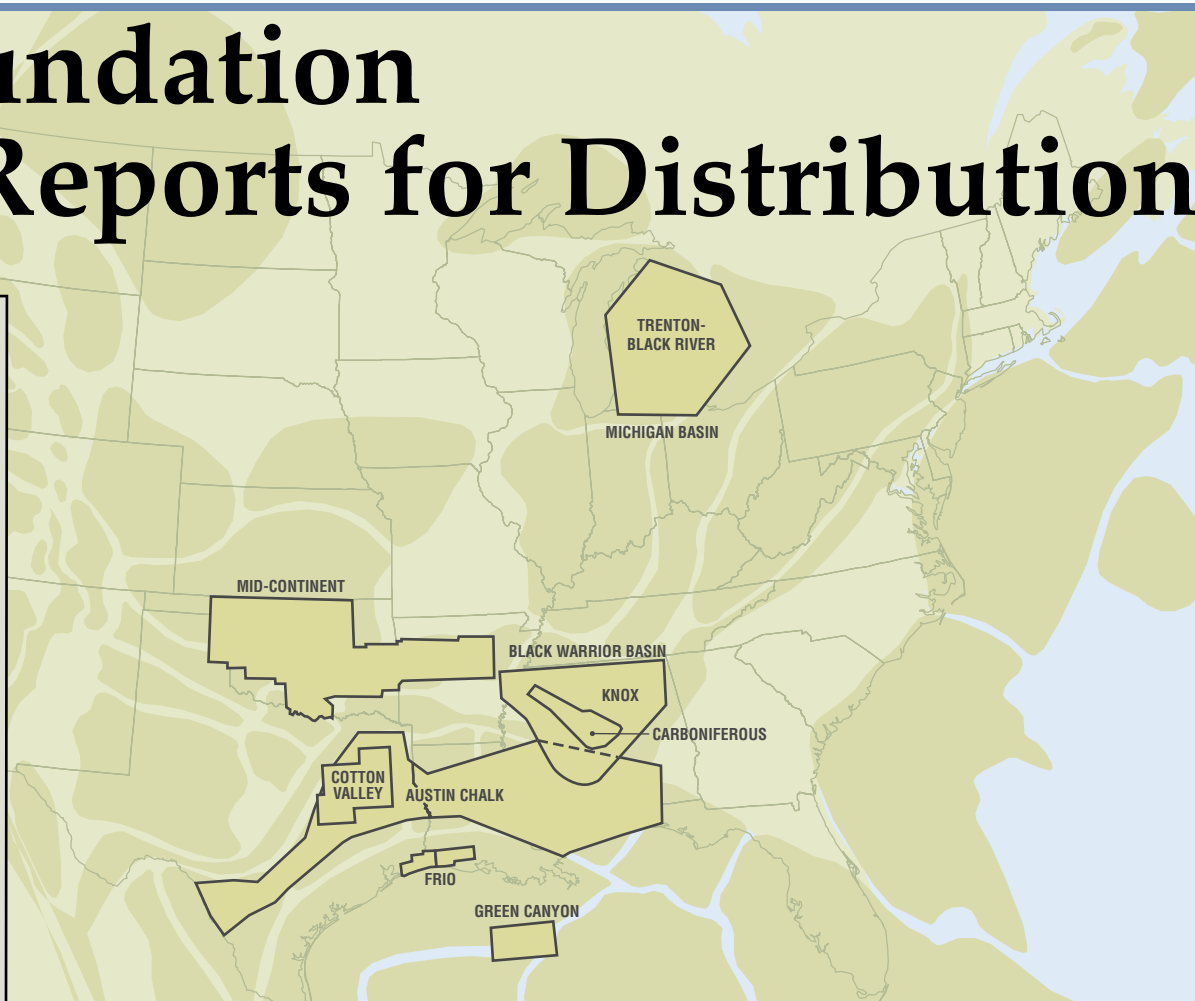 undation
Reports for Distribution
TRENTON-
BLACK RIVER
MICHIGAN BASIN
MID-CONTINENT
BLACK WARRIOR BASIN
KNOX
CARBONIFEROUS
COTTON
VALLEY
AUSTIN CHALK
FRIO
GREEN CANYON